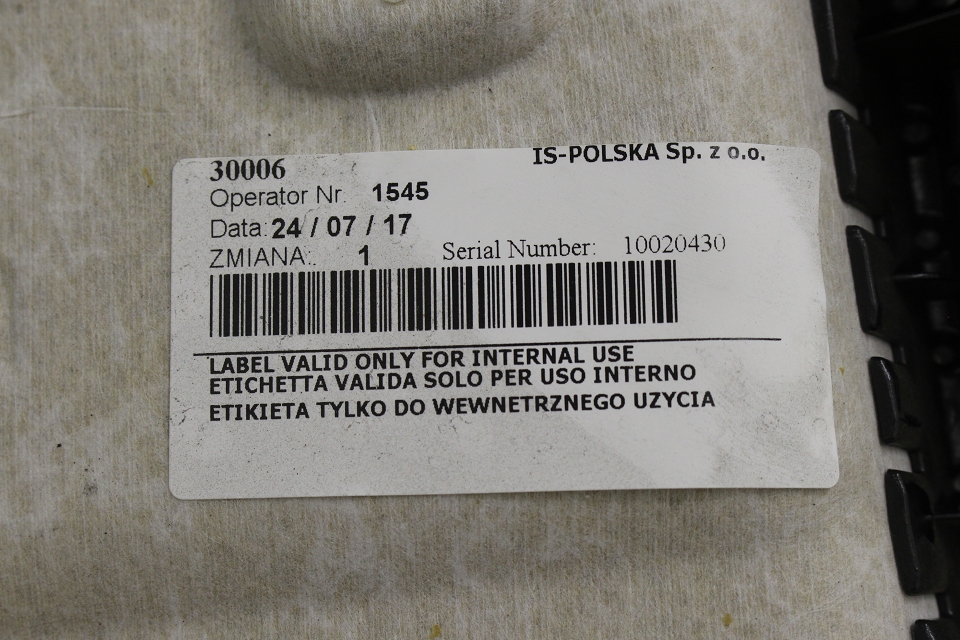 30006
IS-POLSKA Sp. z o.o.
Operator Nr. 1545
Data: 24 / 07 / 17
ZMIANA:. 1
Serial Number: 10020430
LABEL VALID ONLY FOR INTERNAL USE
ETICHETTA VALIDA SOLO PER USO INTERNO
ETIKIETA TYLKO DO WEWNETRZNEGO UZYCIA